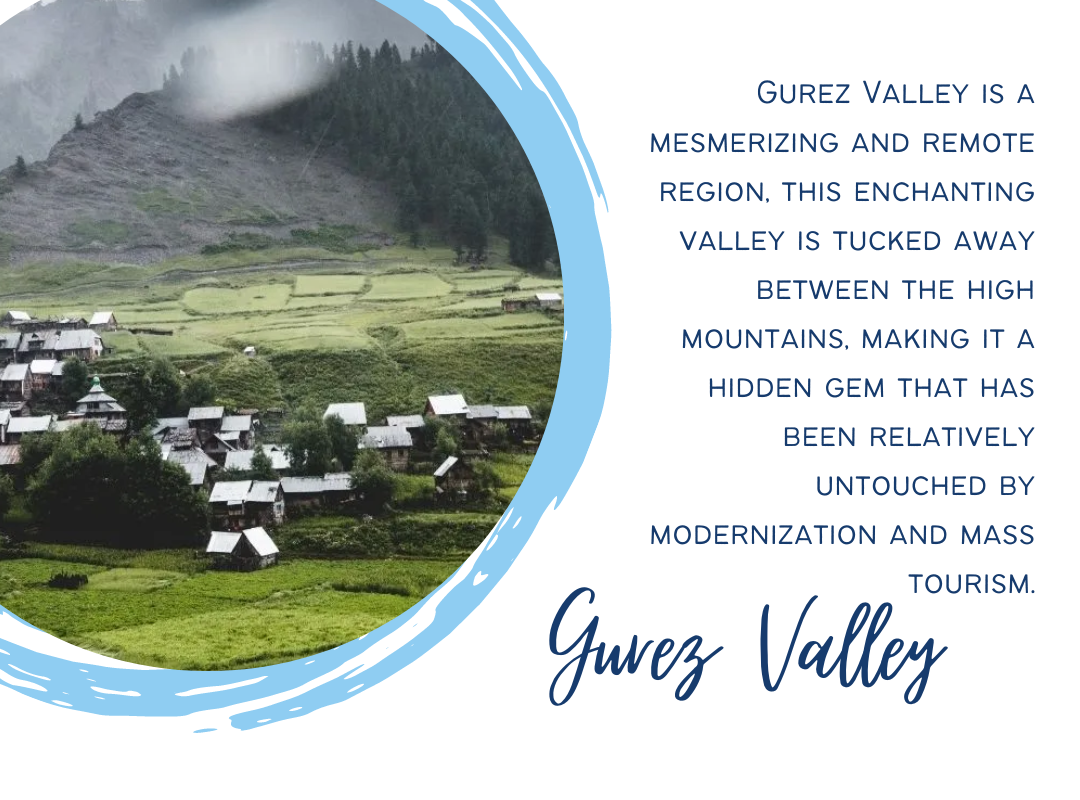 Gurez Valley is a
mesmerizing and remote
region, this enchanting
valley is tucked away
between the high
mountains, making it a
hidden gem that has
been relatively
untouched by
modernization and mass
tourism.
Gurez Valley